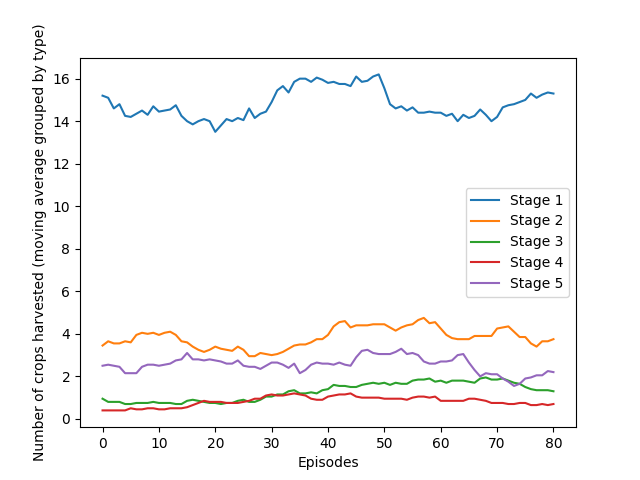 Number of crops harvested (moving average grouped by type)
16
14
12
10
8
6
4
2
0
Stage 1
Stage 2
Stage 3
Stage 4
Stage 5
0 10 20 30 40 50 60 70 80
Episodes